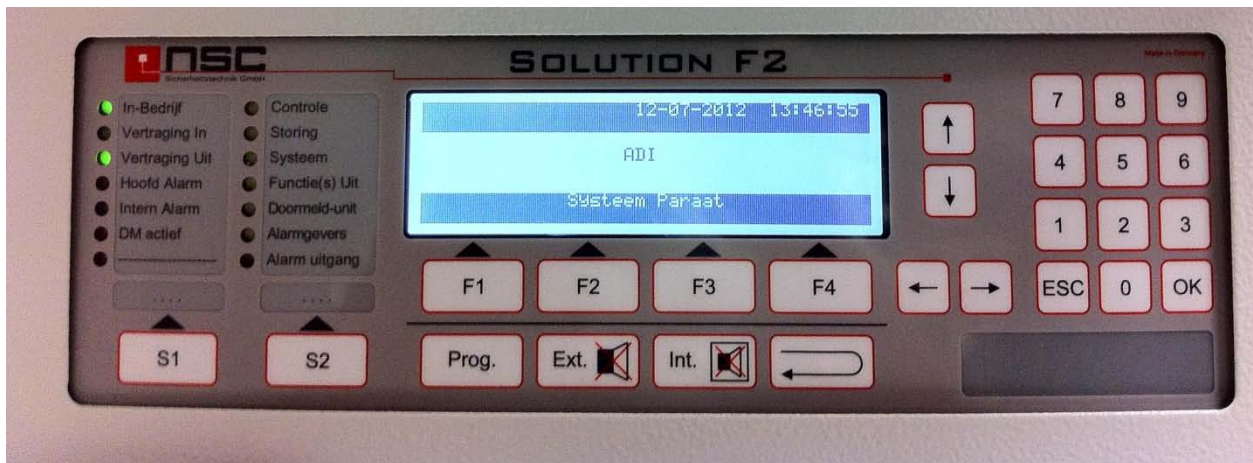 nsc
Sicherheitstechnik GmbH
SOLUTION F2
Made in Germany
In-Bedrijf
Vertraging In
Vertraging Uit
Hoofd Alarm
Intern Alarm
DM actief
Controle
Storing
Systeem
Functie(s) Uit
Doormeld-unit
Alarmgevers
Alarm uitgang
12-07-2012 13:46:55
ADI
Systeem Paraat
S1
S2
F1
F2
F3
F4
Prog.
Ext.
Int.
7 8 9
4 5 6
1 2 3
ESC 0 OK